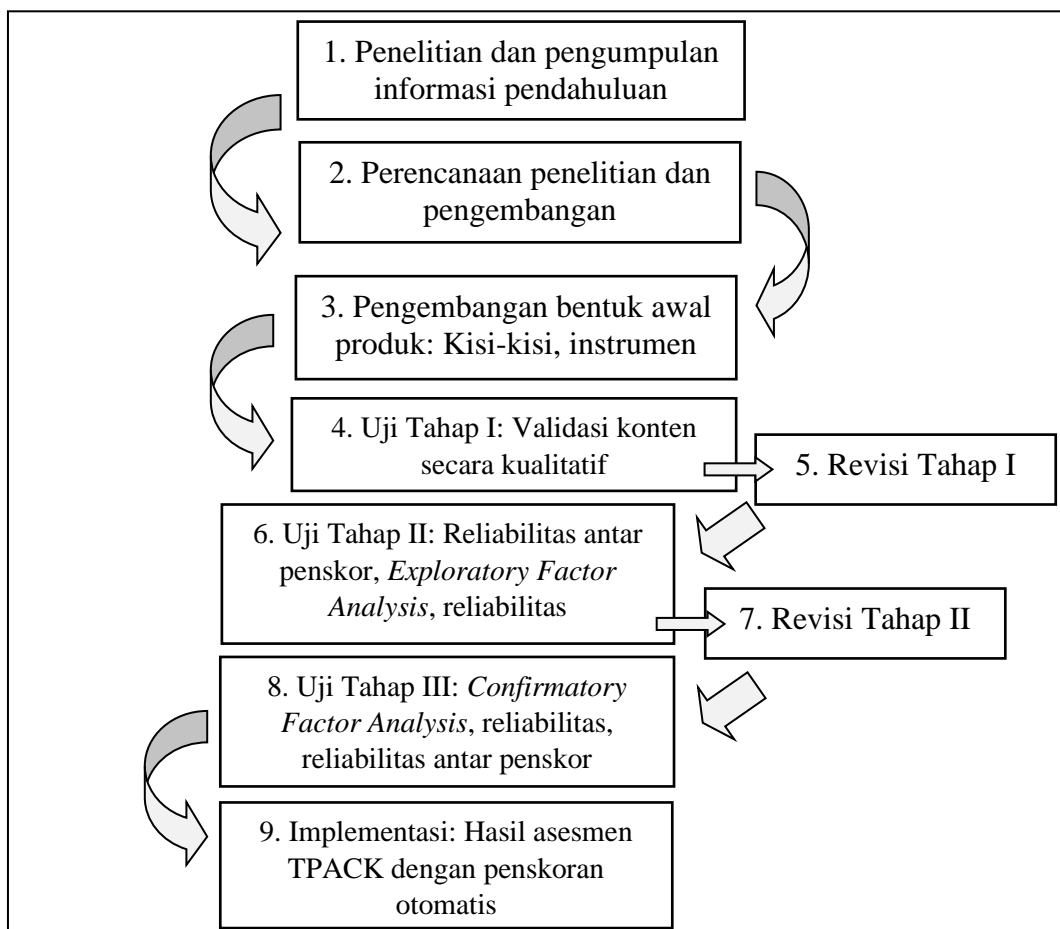 1. Penelitian dan pengumpulan
informasi pendahuluan
2. Perencanaan penelitian dan
pengembangan
3. Pengembangan bentuk awal
produk: Kisi-kisi, instrumen
4. Uji Tahap I: Validasi konten
secara kualitatif
5. Revisi Tahap I
6. Uji Tahap II: Reliabilitas antar
penskor, Exploratory Factor
Analysis, reliabilitas
7. Revisi Tahap II
8. Uji Tahap III: Confirmatory
Factor Analysis, reliabilitas,
reliabilitas antar penskor
9. Implementasi: Hasil asesmen
TPACK dengan penskoran
otomatis